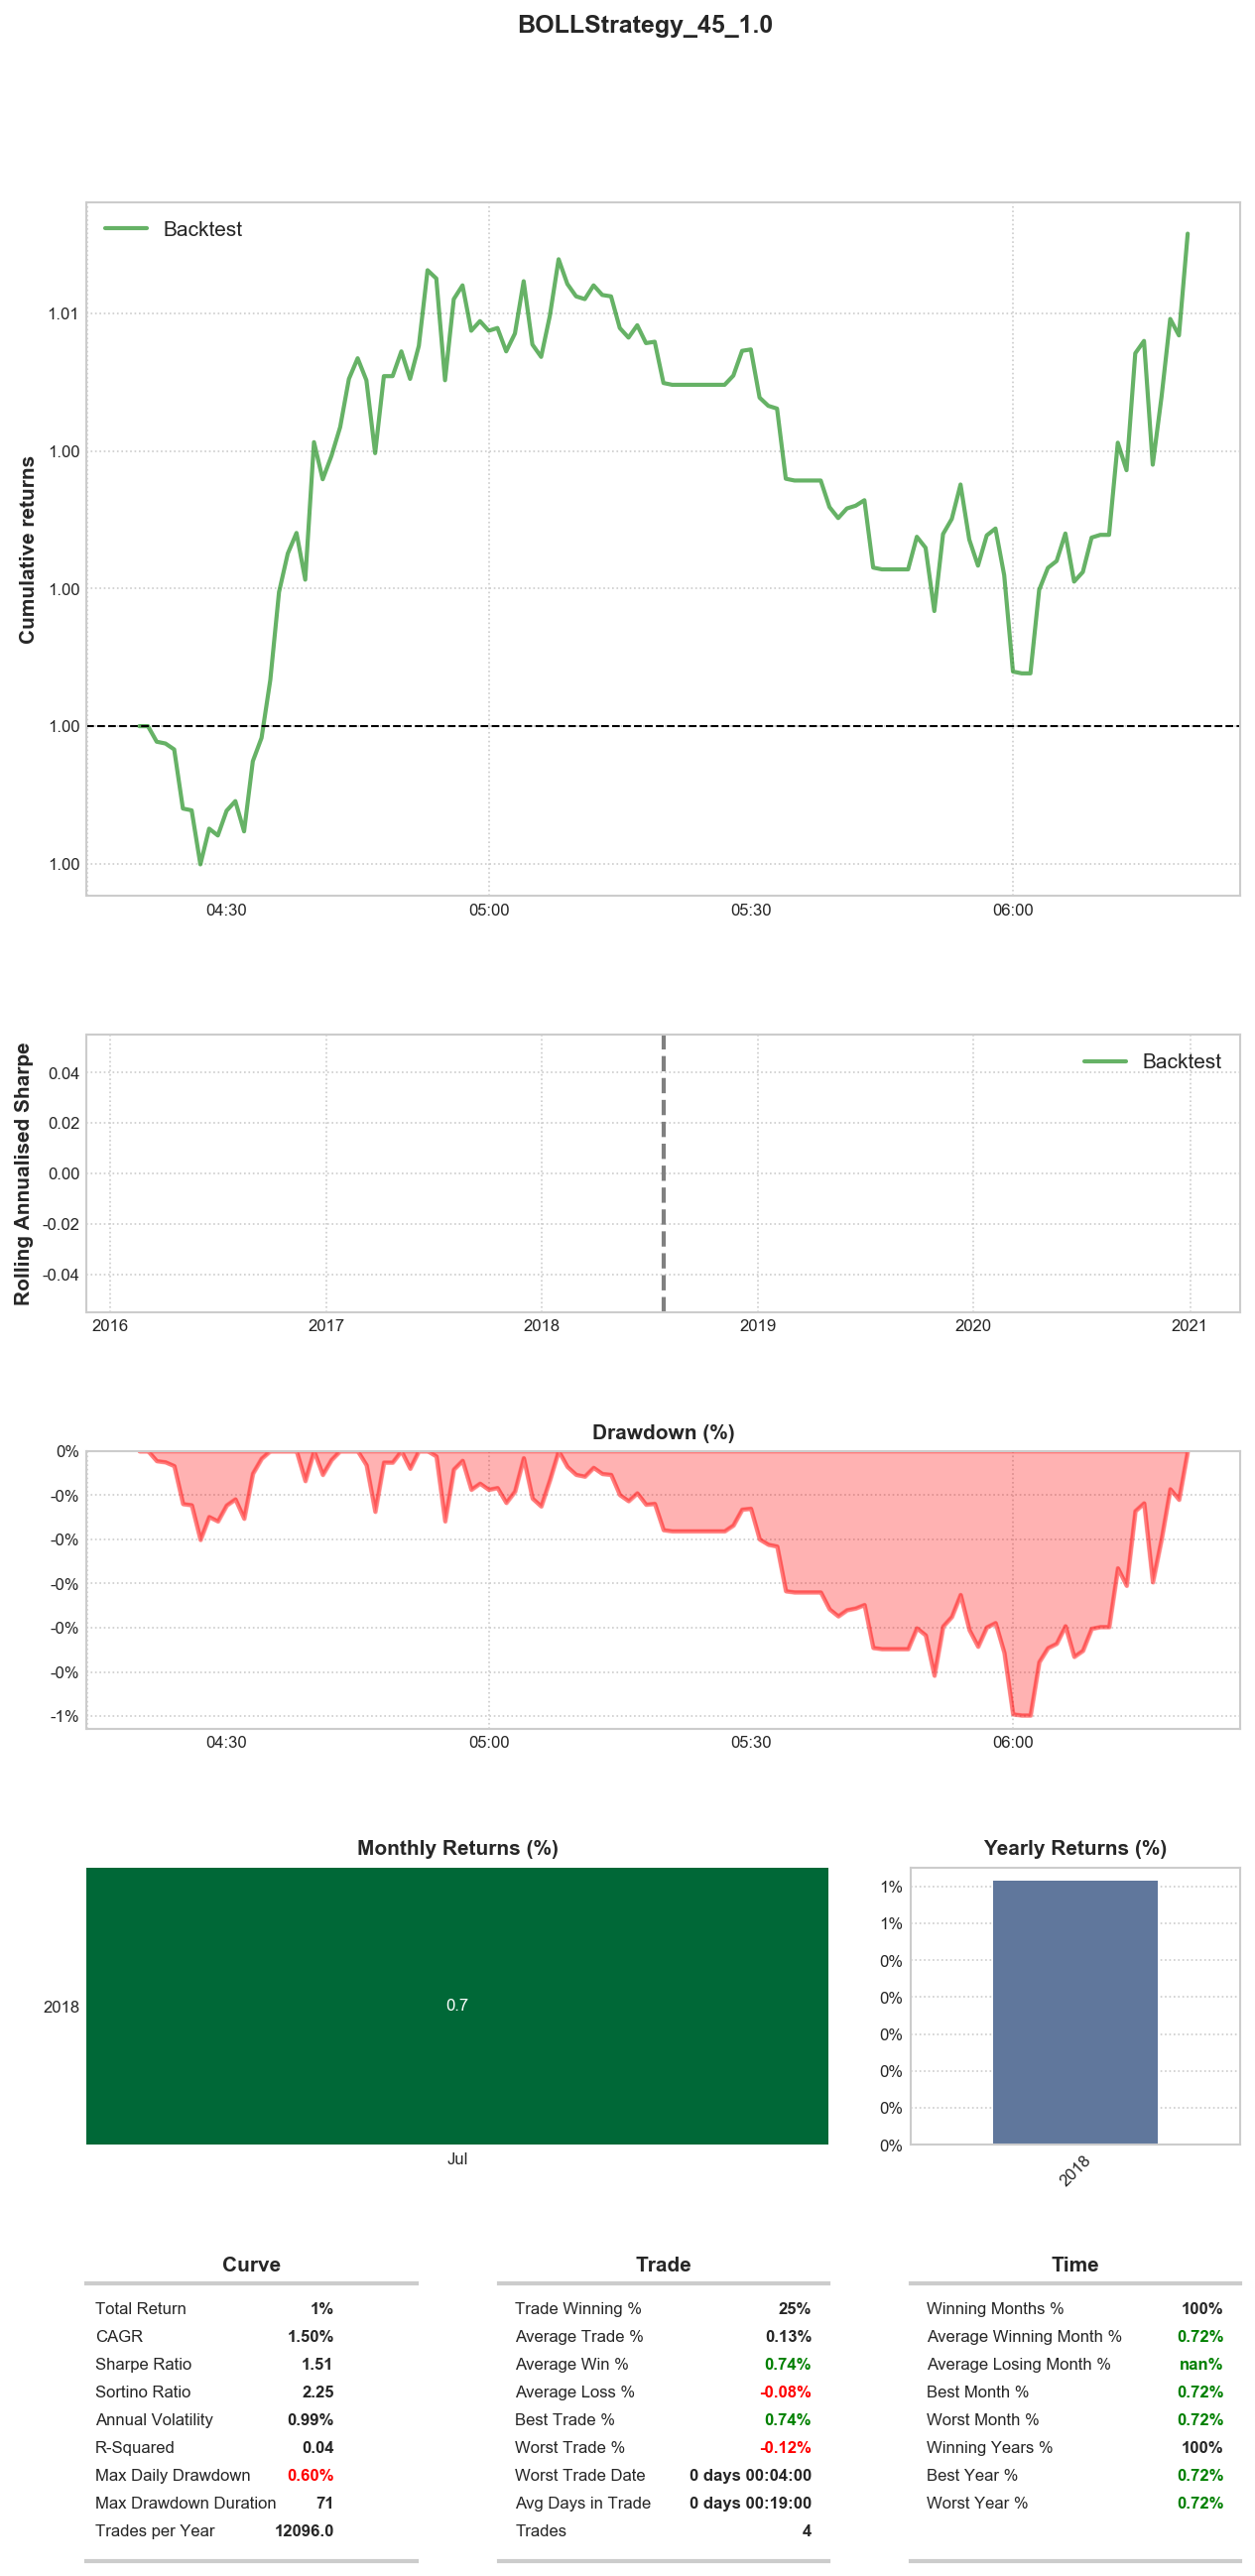 BOLLStrategy_45_1.0
Backtest
Cumulative returns
1.01
1.00
1.00
1.00
1.00
04:30 05:00 05:30 06:00
Backtest
Rolling Annualised Sharpe
0.04
0.02
0.00
-0.02
-0.04
2016 2017 2018 2019 2020 2021
Drawdown (%)
0%
-0%
-0%
-0%
-0%
-0%
-1%
04:30 05:00 05:30 06:00
Monthly Returns (%)
2018
0.7
Jul
Yearly Returns (%)
1%
1%
0%
0%
0%
0%
0%
0%
2018
Curve
Total Return 1%
CAGR 1.50%
Sharpe Ratio 1.51
Sortino Ratio 2.25
Annual Volatility 0.99%
R-Squared 0.04
Max Daily Drawdown 0.60%
Max Drawdown Duration 71
Trades per Year 12096.0
Trade
Trade Winning % 25%
Average Trade % 0.13%
Average Win % 0.74%
Average Loss % -0.08%
Best Trade % 0.74%
Worst Trade % -0.12%
Worst Trade Date 0 days 00:04:00
Avg Days in Trade 0 days 00:19:00
Trades 4
Time
Winning Months % 100%
Average Winning Month % 0.72%
Average Losing Month % nan%
Best Month % 0.72%
Worst Month % 0.72%
Winning Years % 100%
Best Year % 0.72%
Worst Year % 0.72%